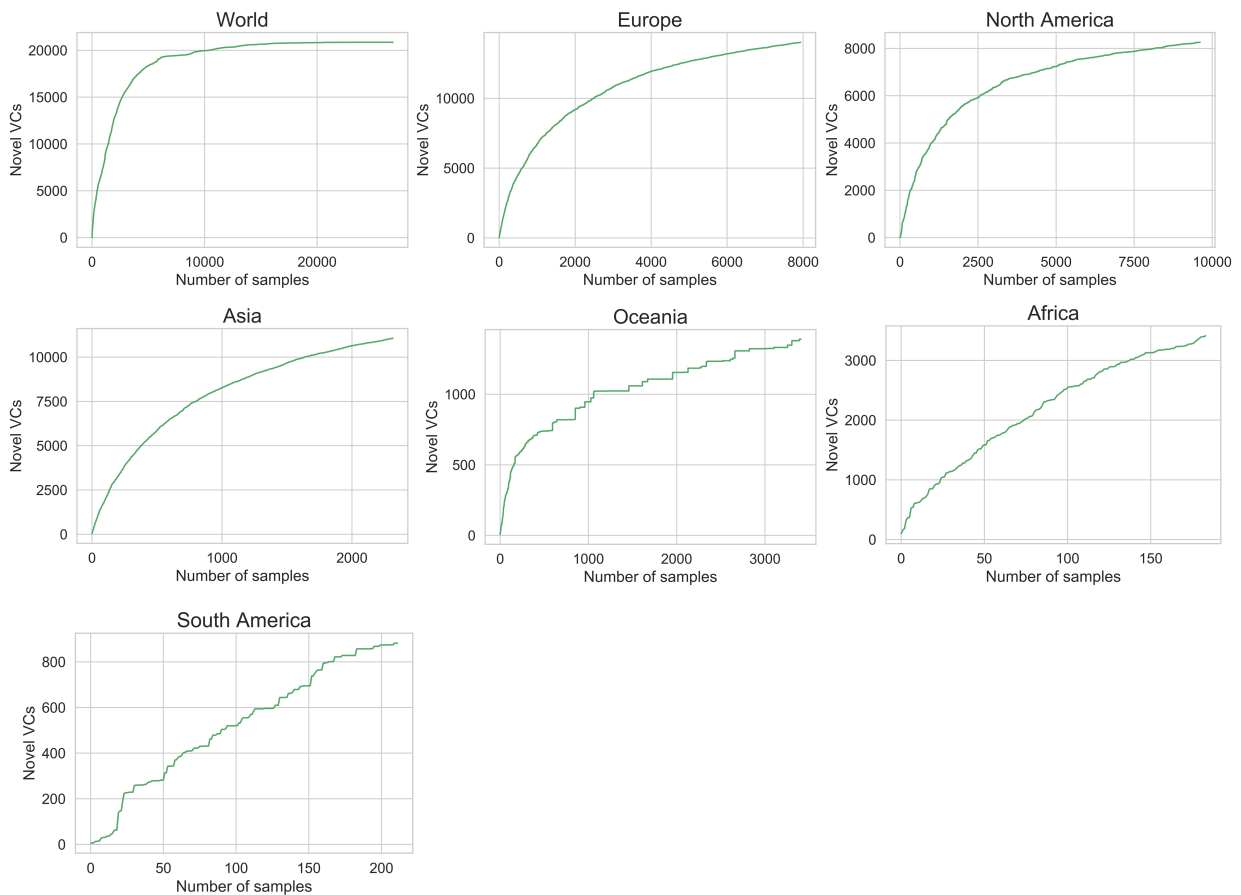 World
Novel VCs
20000
15000
10000
5000
0
0 10000 20000
Number of samples
Europe
Novel VCs
10000
5000
0
0 2000 4000 6000 8000
Number of samples
North America
Novel VCs
8000
6000
4000
2000
0
0 2500 5000 7500 10000
Number of samples
Asia
Novel VCs
10000
7500
5000
2500
0
0 1000 2000
Number of samples
Oceania
Novel VCs
1000
500
0
0 1000 2000 3000
Number of samples
Africa
Novel VCs
3000
2000
1000
0
0 50 100 150
Number of samples
South America
Novel VCs
800
600
400
200
0
0 50 100 150 200
Number of samples